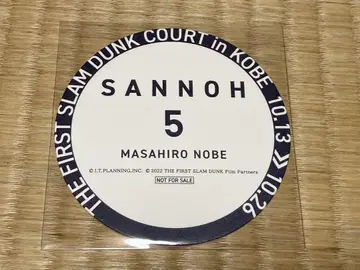 THE FIRST SLAM DUNK COURT in KOBE 10.13 >> 10.26
SANNOH
5
MASAHIRO NOBE
© I.T.PLANNING,INC. © 2022 THE FIRST SLAM DUNK Film Partners
NOT FOR SALE